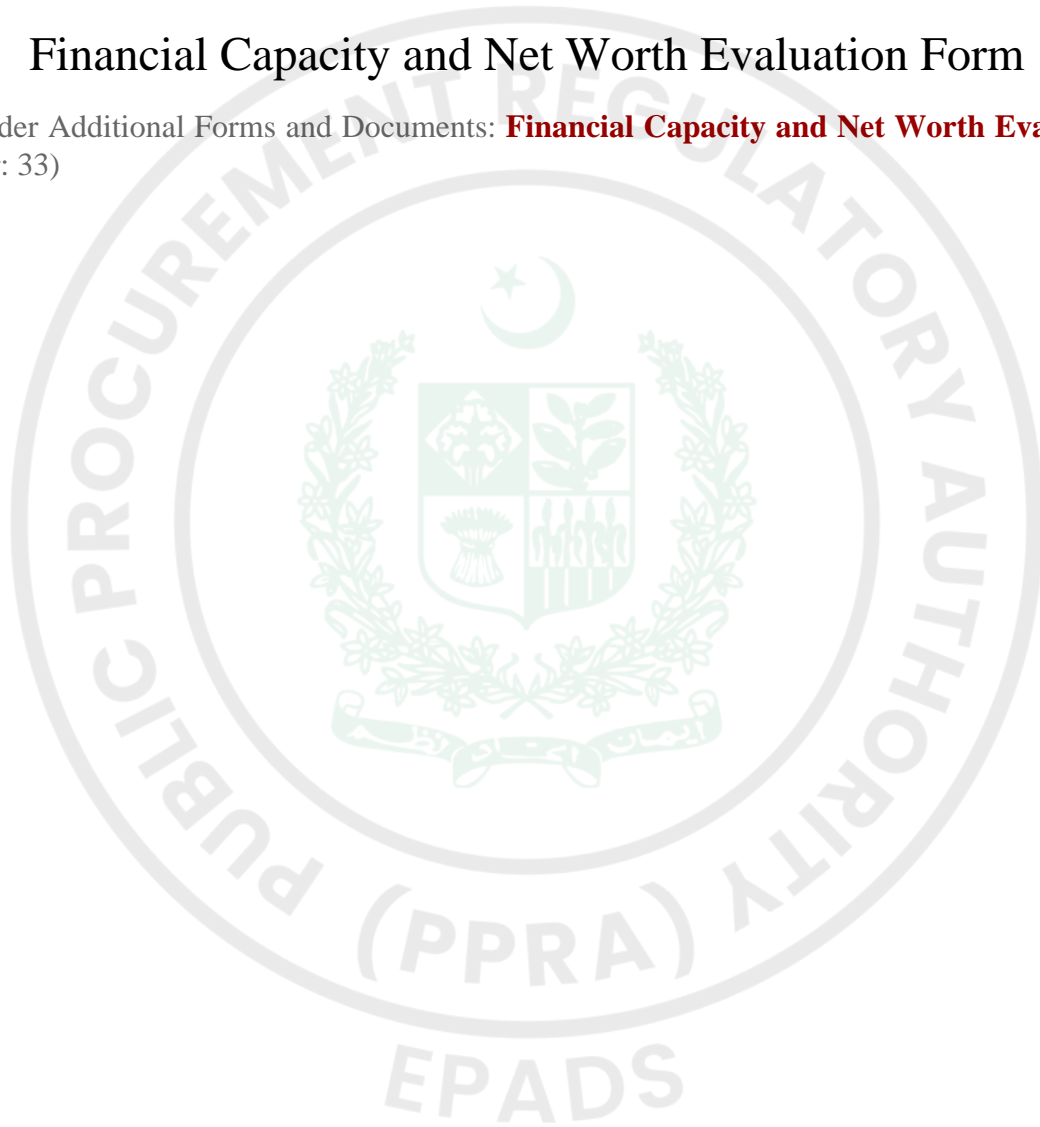 Financial Capacity and Net Worth Evaluation Form
der Additional Forms and Documents: Financial Capacity and Net Worth Eva
: 33)
PUBLIC PROCUREMENT REGULATORY AUTHORITY
(PPRA)
EPADS